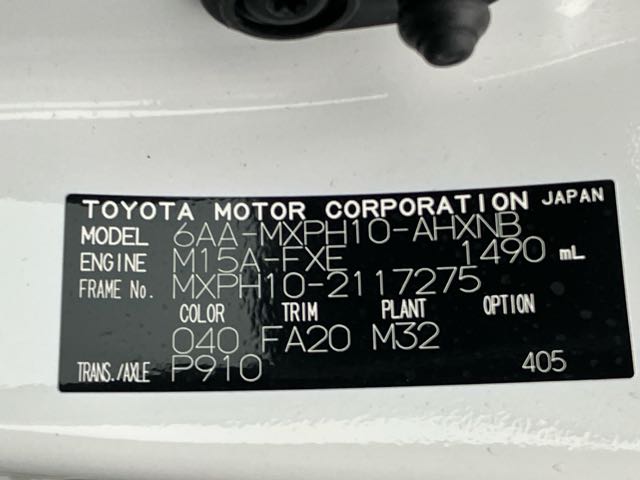 TOYOTA MOTOR CORPORATION JAPAN
MODEL 6AA-MXPH10-AHXNB
ENGINE M15A-FXE 1490 mL
FRAME No. MXPH10-2117275
COLOR TRIM PLANT OPTION
040 FA20 M32
TRANS./AXLE P910 405